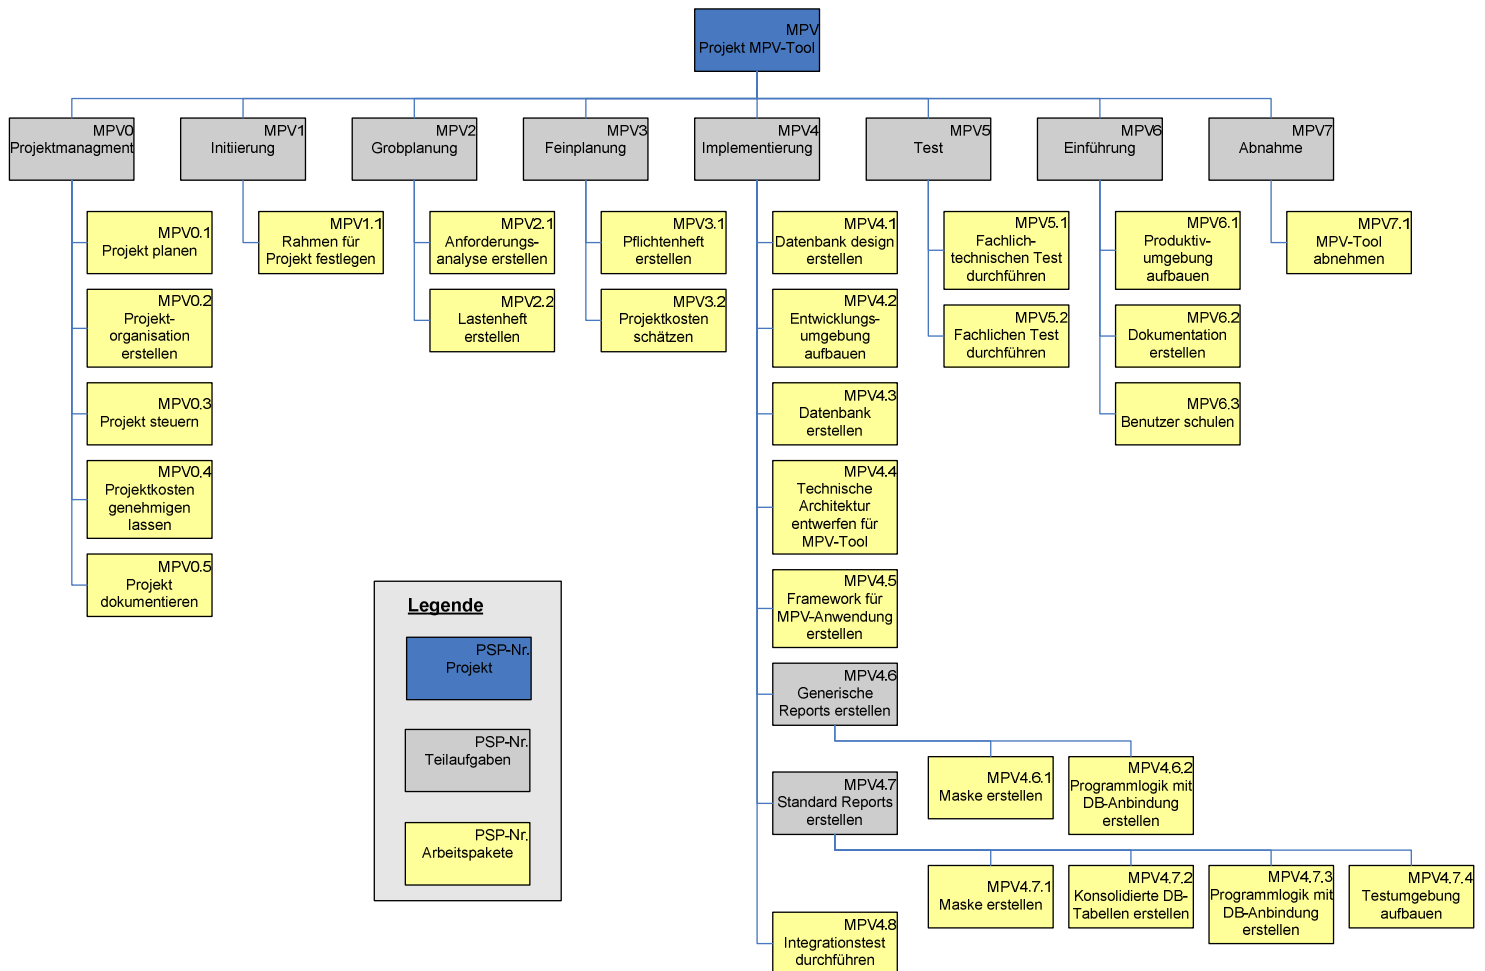 MPV
Projekt MPV-Tool
MPV0
Projektmanagment
MPV1
Initiierung
MPV2
Grobplanung
MPV3
Feinplanung
MPV4
Implementierung
MPV5
Test
MPV6
Einführung
MPV7
Abnahme
MPV0.1
Projekt planen
MPV0.2
Projekt-
organisation
erstellen
MPV0.3
Projekt steuern
MPV0.4
Projektkosten
genehmigen
lassen
MPV0.5
Projekt
dokumentieren
MPV1.1
Rahmen für
Projekt festlegen
MPV2.1
Anforderungs-
analyse erstellen
MPV2.2
Lastenheft
erstellen
MPV3.1
Pflichtenheft
erstellen
MPV3.2
Projektkosten
schätzen
MPV4.1
Datenbank design
erstellen
MPV4.2
Entwicklungs-
umgebung
aufbauen
MPV4.3
Datenbank
erstellen
MPV4.4
Technische
Architektur
entwerfen für
MPV-Tool
MPV4.5
Framework für
MPV-Anwendung
erstellen
MPV4.6
Generische
Reports erstellen
MPV4.6.1
Maske erstellen
MPV4.6.2
Programmlogik mit
DB-Anbindung
erstellen
MPV4.7
Standard Reports
erstellen
MPV4.7.1
Maske erstellen
MPV4.7.2
Konsolidierte DB-
Tabellen erstellen
MPV4.7.3
Programmlogik mit
DB-Anbindung
erstellen
MPV4.7.4
Testumgebung
aufbauen
MPV4.8
Integrationstest
durchführen
MPV5.1
Fachlich-
technischen Test
durchführen
MPV5.2
Fachlichen Test
durchführen
MPV6.1
Produktiv-
umgebung
aufbauen
MPV6.2
Dokumentation
erstellen
MPV6.3
Benutzer schulen
MPV7.1
MPV-Tool
abnehmen
Legende
PSP-Nr.
Projekt
PSP-Nr.
Teilaufgaben
PSP-Nr.
Arbeitspakete